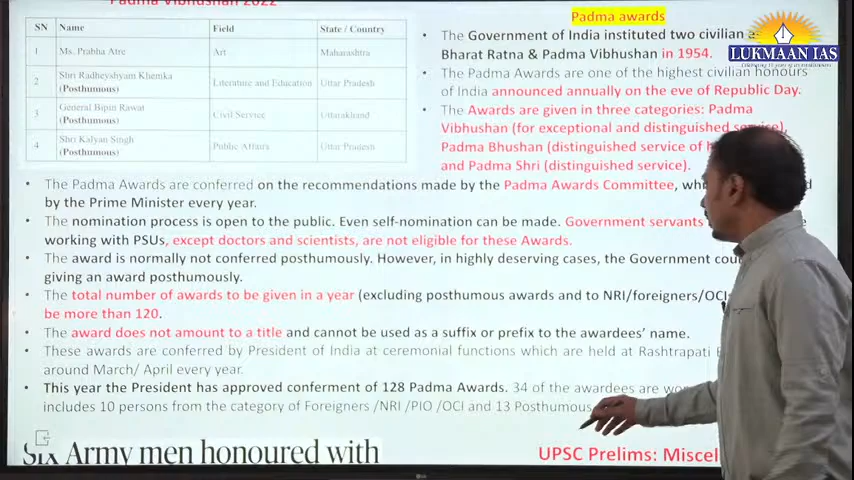 Padma Vibhushan 2022
SN Name Field State / Country
1 Ms. Prabha Atre Art Maharashtra
2 Shri Radheyshyam Khemka (Posthumous) Literature and Education Uttar Pradesh
3 General Bipin Rawat (Posthumous) Civil Service Uttarakhand
4 Shri Kalyan Singh (Posthumous) Public Affairs Uttar Pradesh
Padma awards
• The Government of India instituted two civilian
Bharat Ratna & Padma Vibhushan in 1954.
• The Padma Awards are one of the highest civilian honours
of India announced annually on the eve of Republic Day.
• The Awards are given in three categories: Padma
Vibhushan (for exceptional and distinguished service),
Padma Bhushan (distinguished service of
and Padma Shri (distinguished service).
LUKMAAN IAS
• The Padma Awards are conferred on the recommendations made by the Padma Awards Committee,
by the Prime Minister every year.
• The nomination process is open to the public. Even self-nomination can be made. Government servants
working with PSUs, except doctors and scientists, are not eligible for these Awards.
• The award is normally not conferred posthumously. However, in highly deserving cases, the Government
giving an award posthumously.
• The total number of awards to be given in a year (excluding posthumous awards and to NRI/foreigners/OCI
be more than 120.
• The award does not amount to a title and cannot be used as a suffix or prefix to the awardees’ name.
• These awards are conferred by President of India at ceremonial functions which are held at Rashtrapati
around March/ April every year.
• This year the President has approved conferment of 128 Padma Awards. 34 of the awardees are
includes 10 persons from the category of Foreigners /NRI /PIO /OCI and 13 Posthumous
Six Army men honoured with
UPSC Prelims: